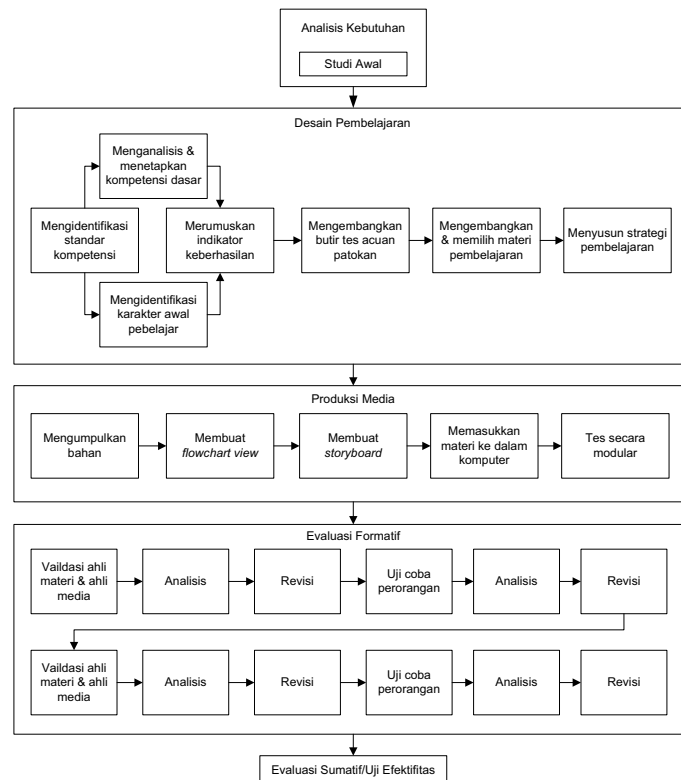 Analisis Kebutuhan
Studi Awal
Desain Pembelajaran
Menganalisis &
menetapkan
kompetensi dasar
Mengidentifikasi
standar
kompetensi
Merumuskan
indikator
keberhasilan
Mengembangkan
butir tes acuan
patokan
Mengembangkan
& memilih materi
pembelajaran
Menyusun strategi
pembelajaran
Mengidentifikasi
karakter awal
pebelajar
Produksi Media
Mengumpulkan
bahan
Membuat
flowchart view
Membuat
storyboard
Memasukkan
materi ke dalam
komputer
Tes secara
modular
Evaluasi Formatif
Vaildasi ahli
materi & ahli
media
Analisis
Revisi
Uji coba
perorangan
Analisis
Revisi
Vaildasi ahli
materi & ahli
media
Analisis
Revisi
Uji coba
perorangan
Analisis
Revisi
Evaluasi Sumatif/Uji Efektifitas